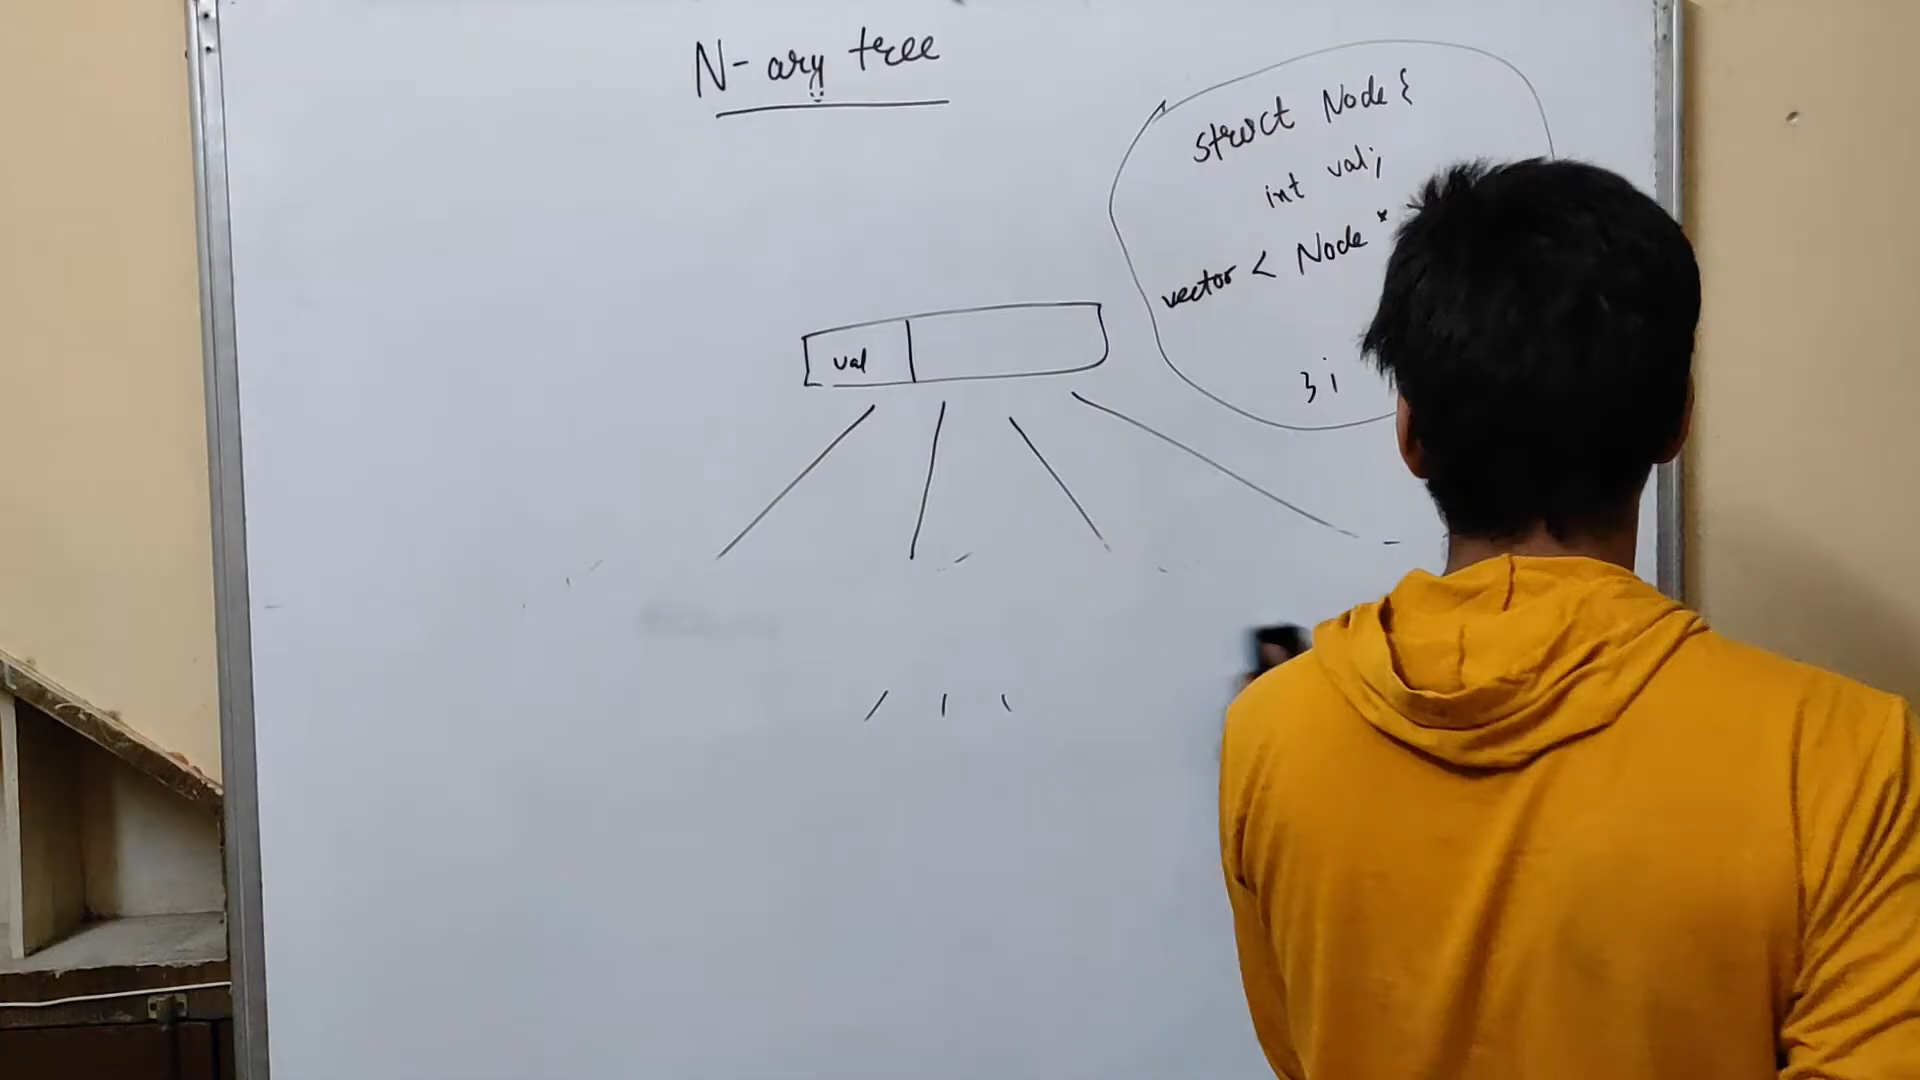 N-ary tree
struct Node {
int val;
vector < Node *
} ;
val